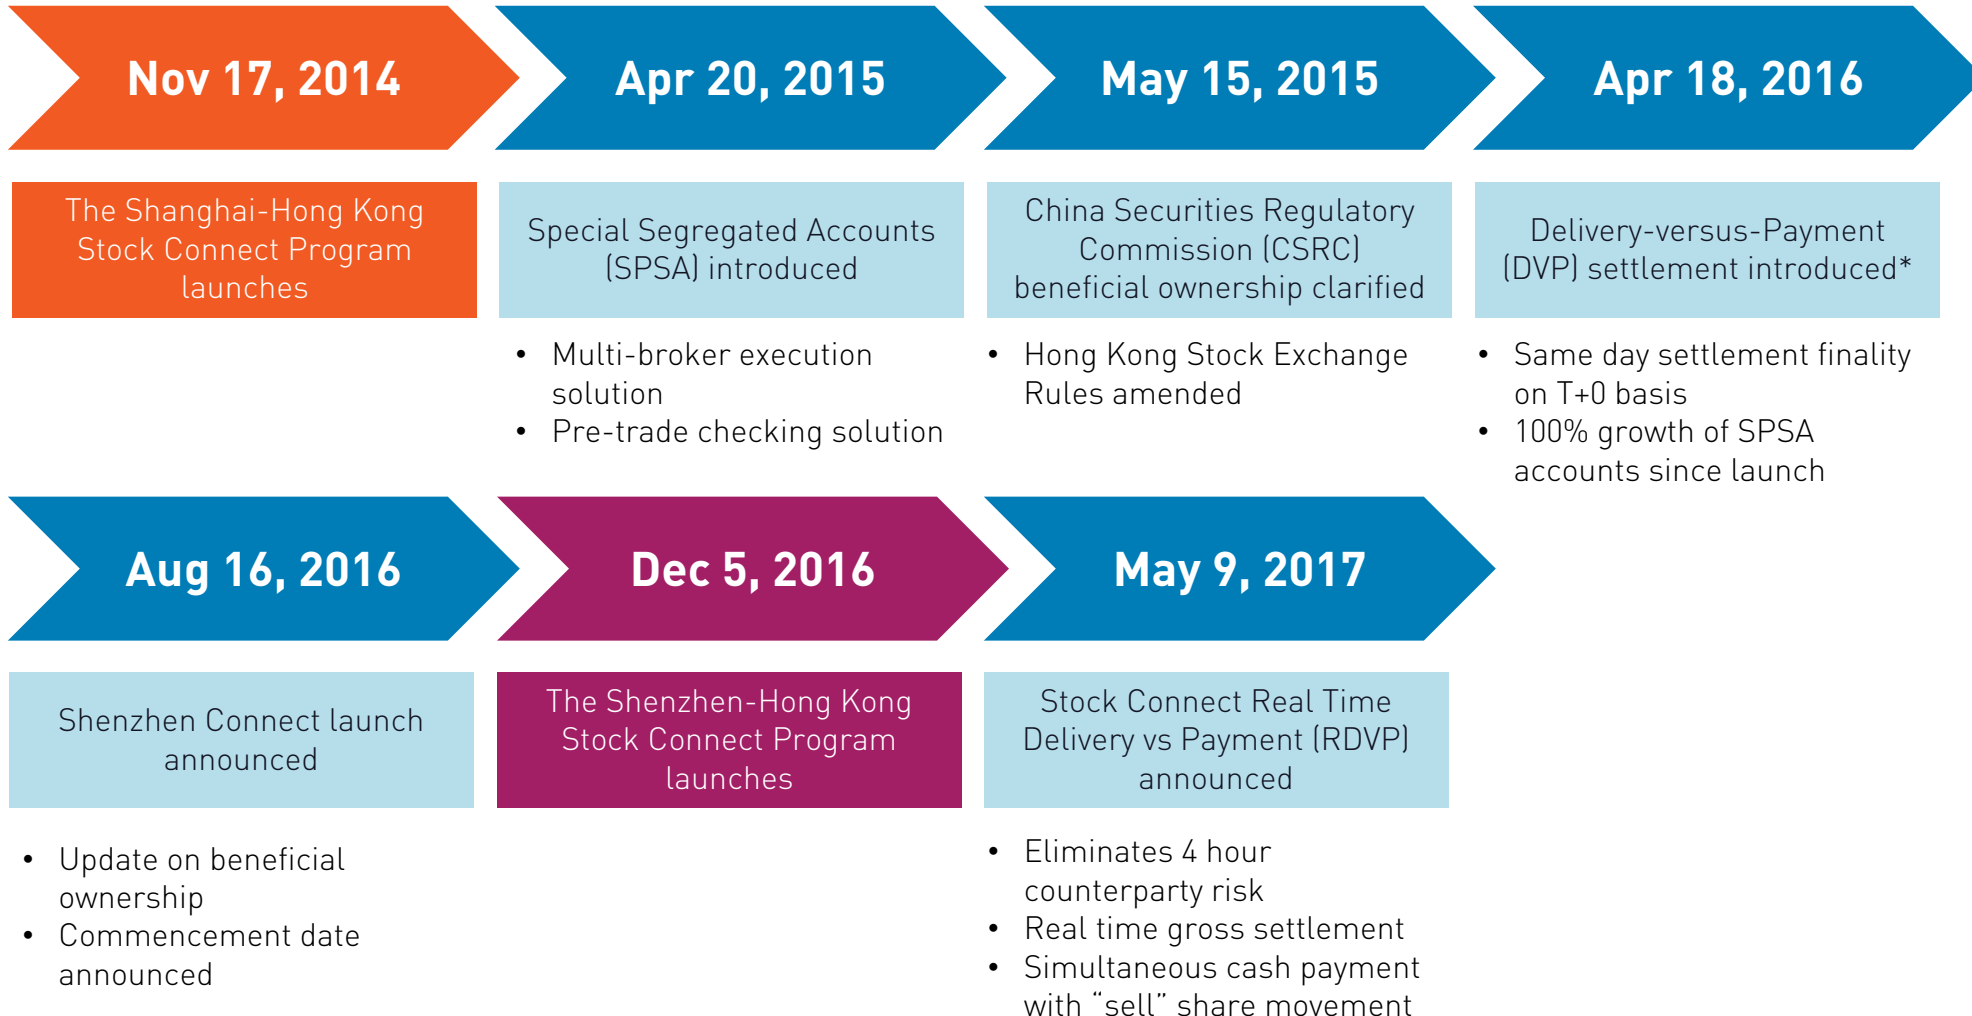 Nov 17, 2014
Apr 20, 2015
May 15, 2015
Apr 18, 2016
The Shanghai-Hong Kong
Stock Connect Program
launches
Special Segregated Accounts
(SPSA) introduced
China Securities Regulatory
Commission (CSRC)
beneficial ownership clarified
Delivery-versus-Payment
(DVP) settlement introduced*
• Multi-broker execution
solution
• Pre-trade checking solution
• Hong Kong Stock Exchange
Rules amended
• Same day settlement finality
on T+0 basis
• 100% growth of SPSA
accounts since launch
Aug 16, 2016
Dec 5, 2016
May 9, 2017
Shenzhen Connect launch
announced
The Shenzhen-Hong Kong
Stock Connect Program
launches
Stock Connect Real Time
Delivery vs Payment (RDVP)
announced
• Update on beneficial
ownership
• Commencement date
announced
• Eliminates 4 hour
counterparty risk
• Real time gross settlement
• Simultaneous cash payment
with “sell” share movement